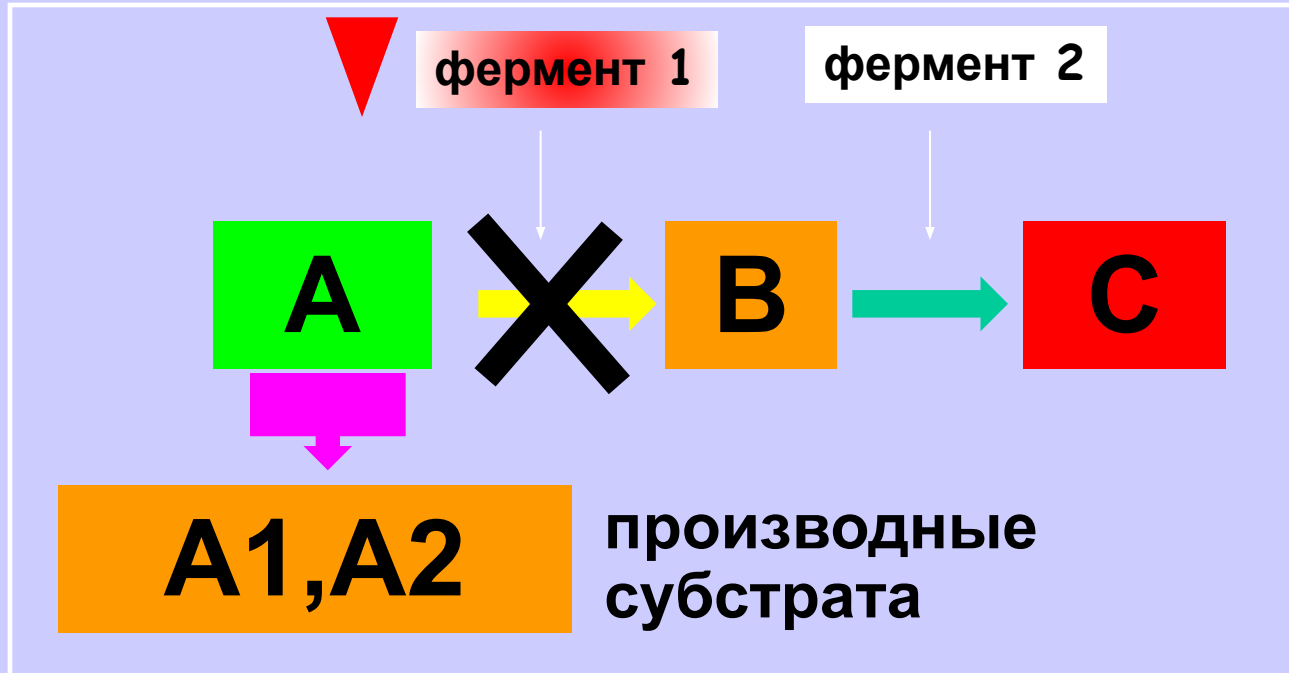 фермент 1
фермент 2
A
B
C
A1,A2
производные
субстрата